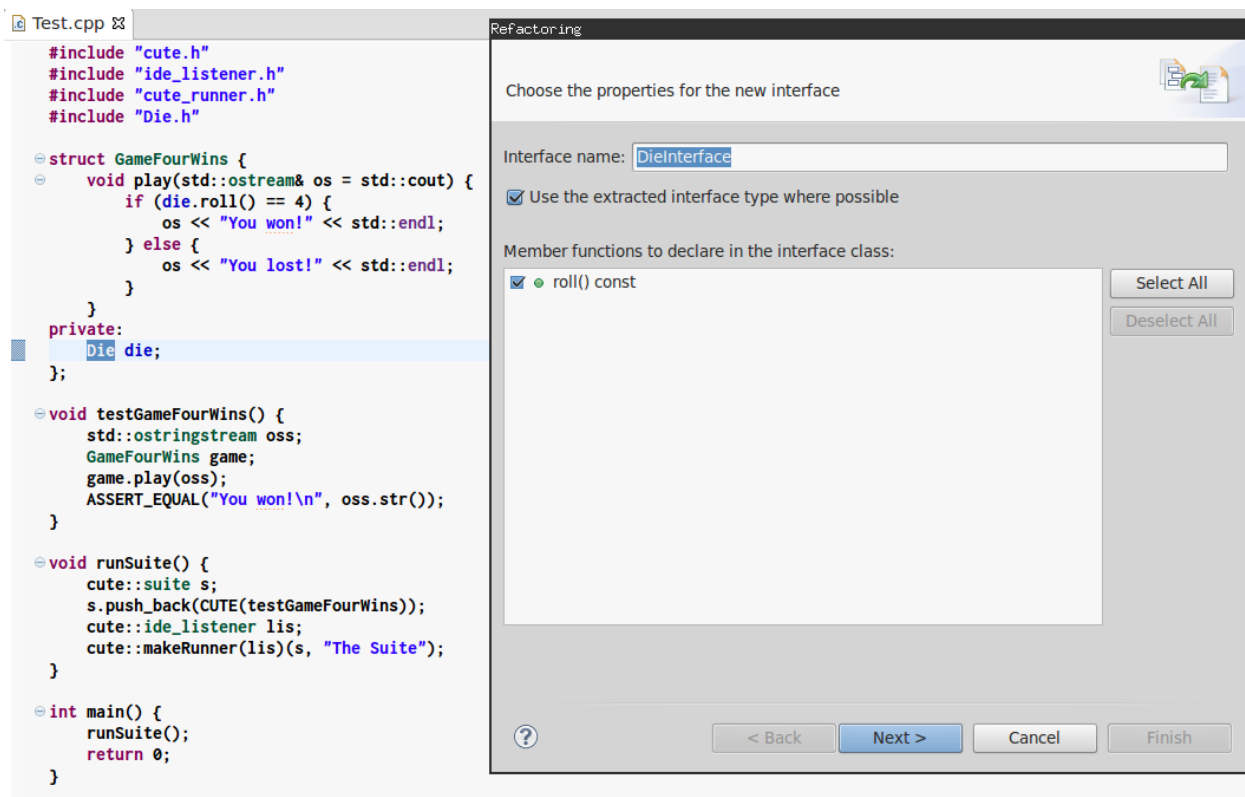 Test.cpp
#include "cute.h"
#include "ide_listener.h"
#include "cute_runner.h"
#include "Die.h"
struct GameFourWins {
void play(std::ostream& os = std::cout) {
if (die.roll() == 4) {
os << "You won!" << std::endl;
} else {
os << "You lost!" << std::endl;
}
}
private:
Die die;
};
void testGameFourWins() {
std::ostringstream oss;
GameFourWins game;
game.play(oss);
ASSERT_EQUAL("You won!\n", oss.str());
}
void runSuite() {
cute::suite s;
s.push_back(CUTE(testGameFourWins));
cute::ide_listener lis;
cute::makeRunner(lis)(s, "The Suite");
}
int main() {
runSuite();
return 0;
}
Refactoring
Choose the properties for the new interface
Interface name: DieInterface
Use the extracted interface type where possible
Member functions to declare in the interface class:
roll() const
Select All
Deselect All
? < Back Next > Cancel Finish